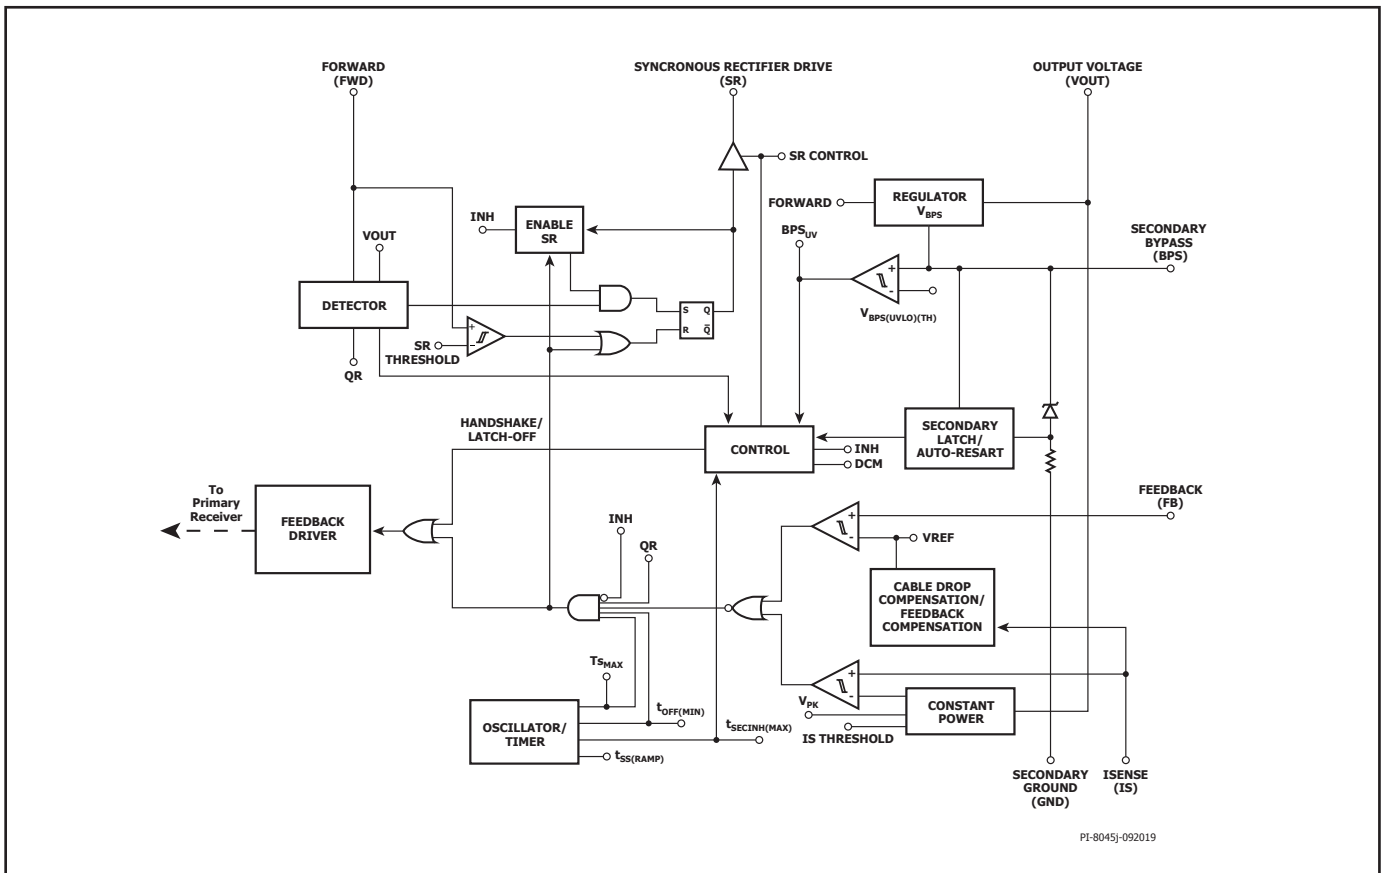 FORWARD
(FWD)
SYNCRONOUS RECTIFIER DRIVE
(SR)
OUTPUT VOLTAGE
(VOUT)
SR CONTROL
FORWARD
REGULATOR
VBPS
INH
ENABLE
SR
VOUT
BPSUV
SECONDARY
BYPASS
(BPS)
DETECTOR
+
-
VBPS(UVLO)(TH)
S Q
R Q̅
+
-
SR
THRESHOLD
QR
HANDSHAKE/
LATCH-OFF
CONTROL
INH
DCM
SECONDARY
LATCH/
AUTO-RESART
To
Primary
Receiver
FEEDBACK
DRIVER
INH
QR
+
-
VREF
FEEDBACK
(FB)
CABLE DROP
COMPENSATION/
FEEDBACK
COMPENSATION
TsMAX
+
-
VPK
CONSTANT
POWER
IS THRESHOLD
OSCILLATOR/
TIMER
tOFF(MIN)
tSECINH(MAX)
tSS(RAMP)
SECONDARY
GROUND
(GND)
ISENSE
(IS)
PI-8045j-092019